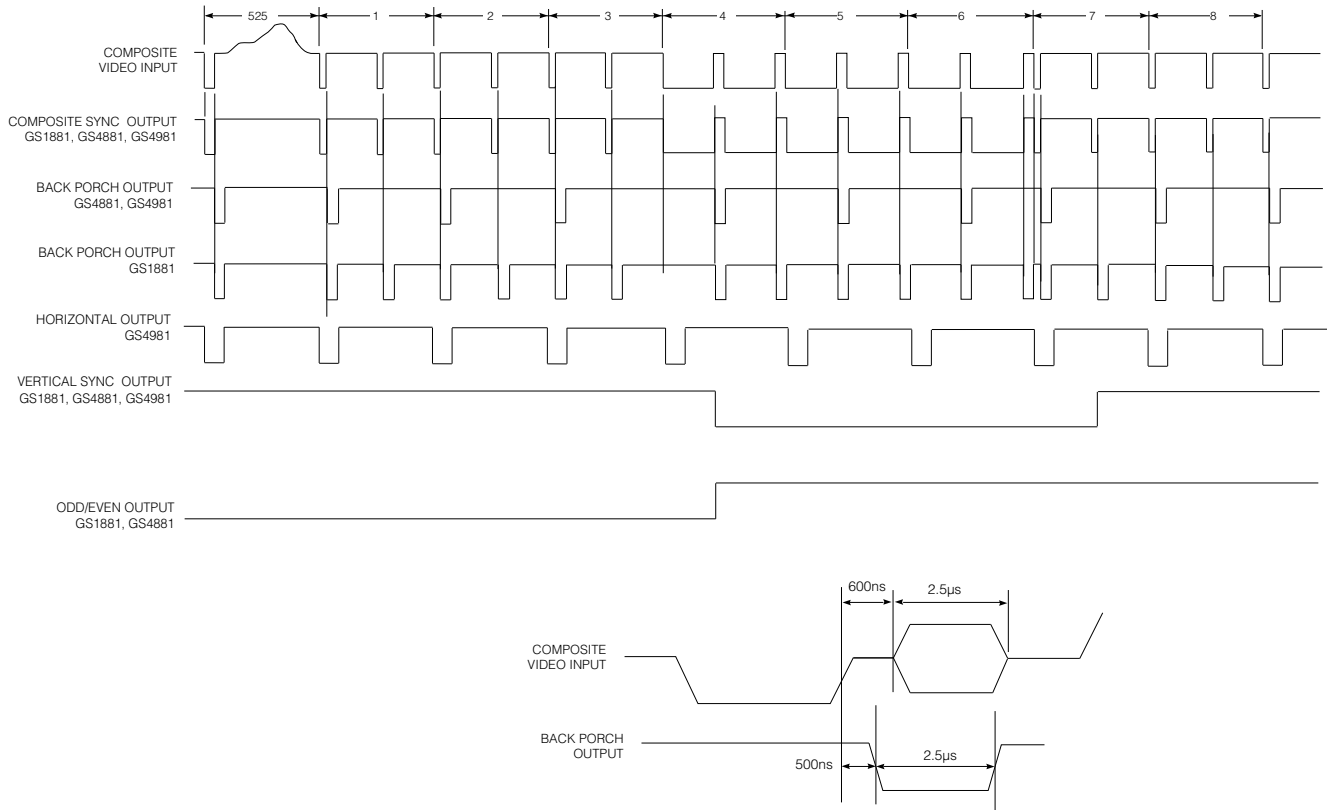 525 1 2 3 4 5 6 7 8
COMPOSITE
VIDEO INPUT
COMPOSITE SYNC OUTPUT
GS1881, GS4881, GS4981
BACK PORCH OUTPUT
GS4881, GS4981
BACK PORCH OUTPUT
GS1881
HORIZONTAL OUTPUT
GS4981
VERTICAL SYNC OUTPUT
GS1881, GS4881, GS4981
ODD/EVEN OUTPUT
GS1881, GS4881
600ns 2.5µs
COMPOSITE
VIDEO INPUT
BACK PORCH
OUTPUT
500ns 2.5µs